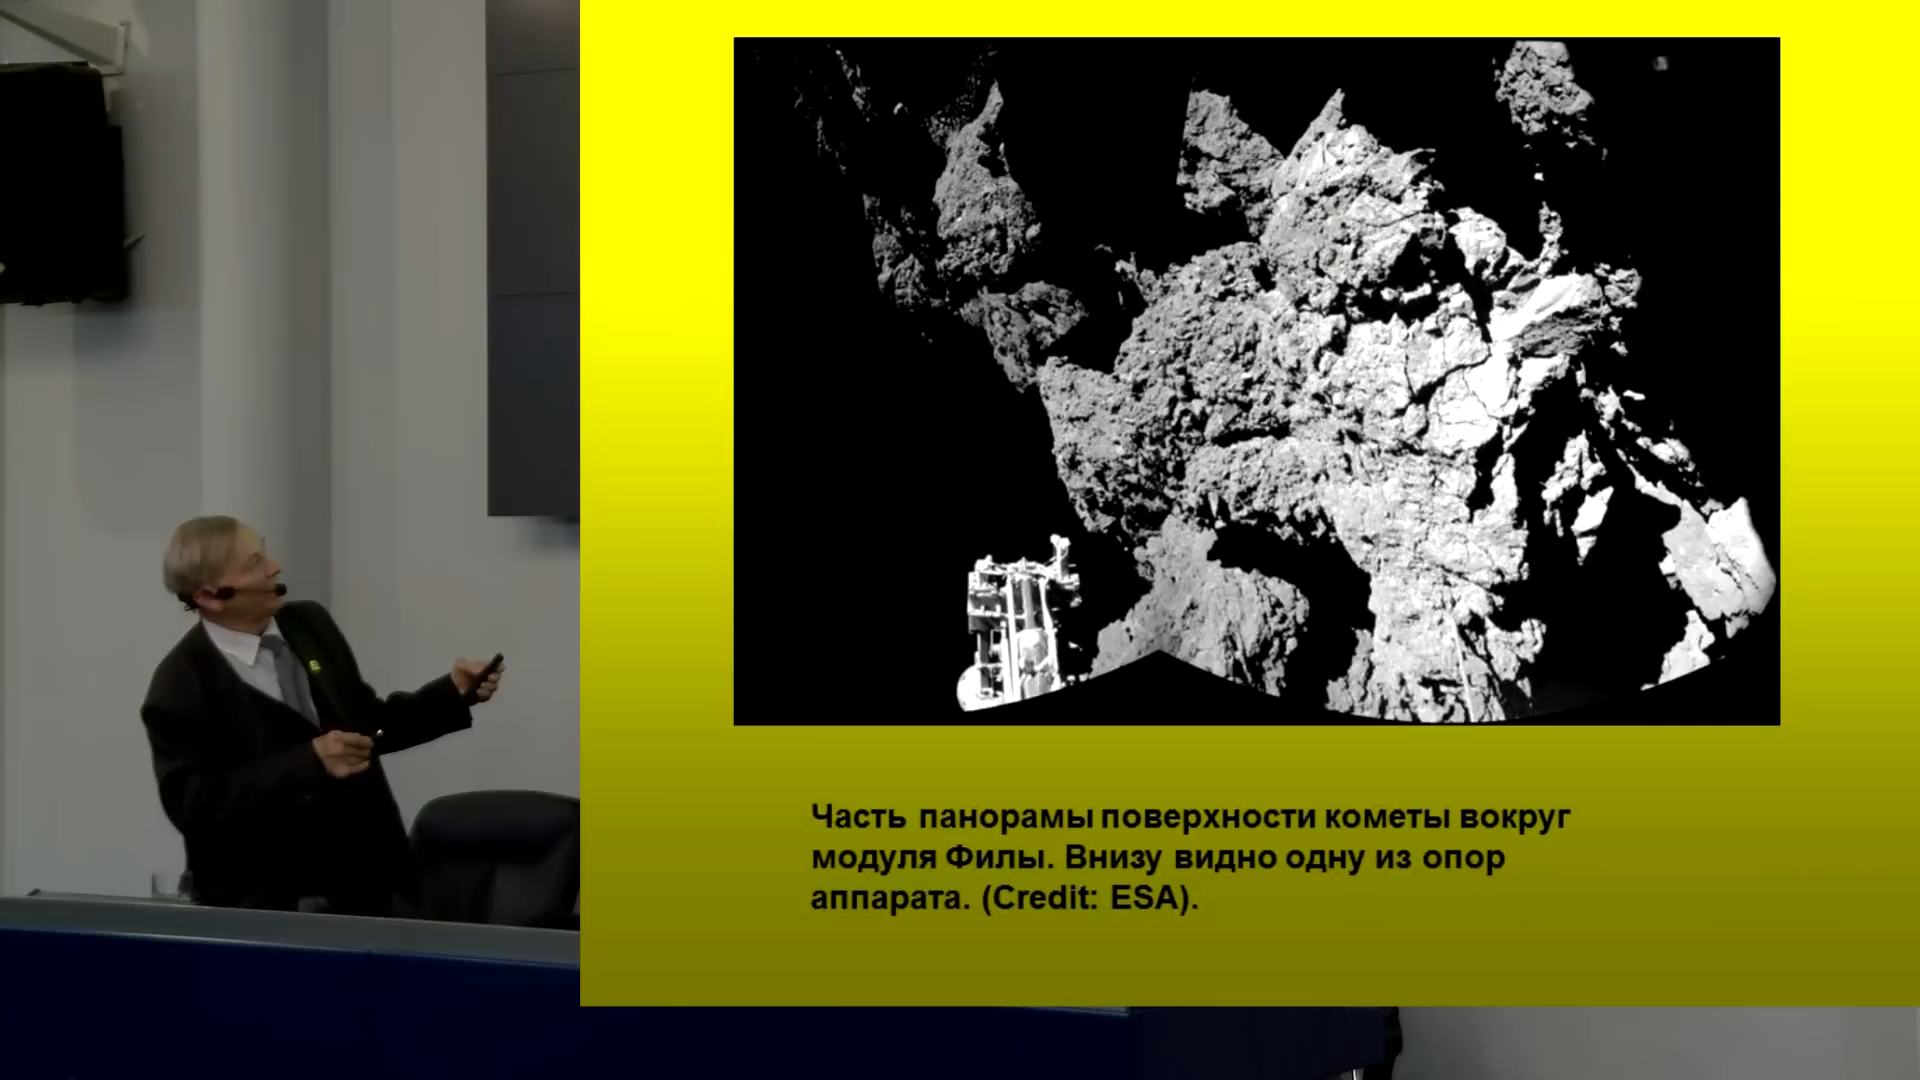 Часть панорамы поверхности кометы вокруг
модуля Филы. Внизу видно одну из опор
аппарата. (Credit: ESA).